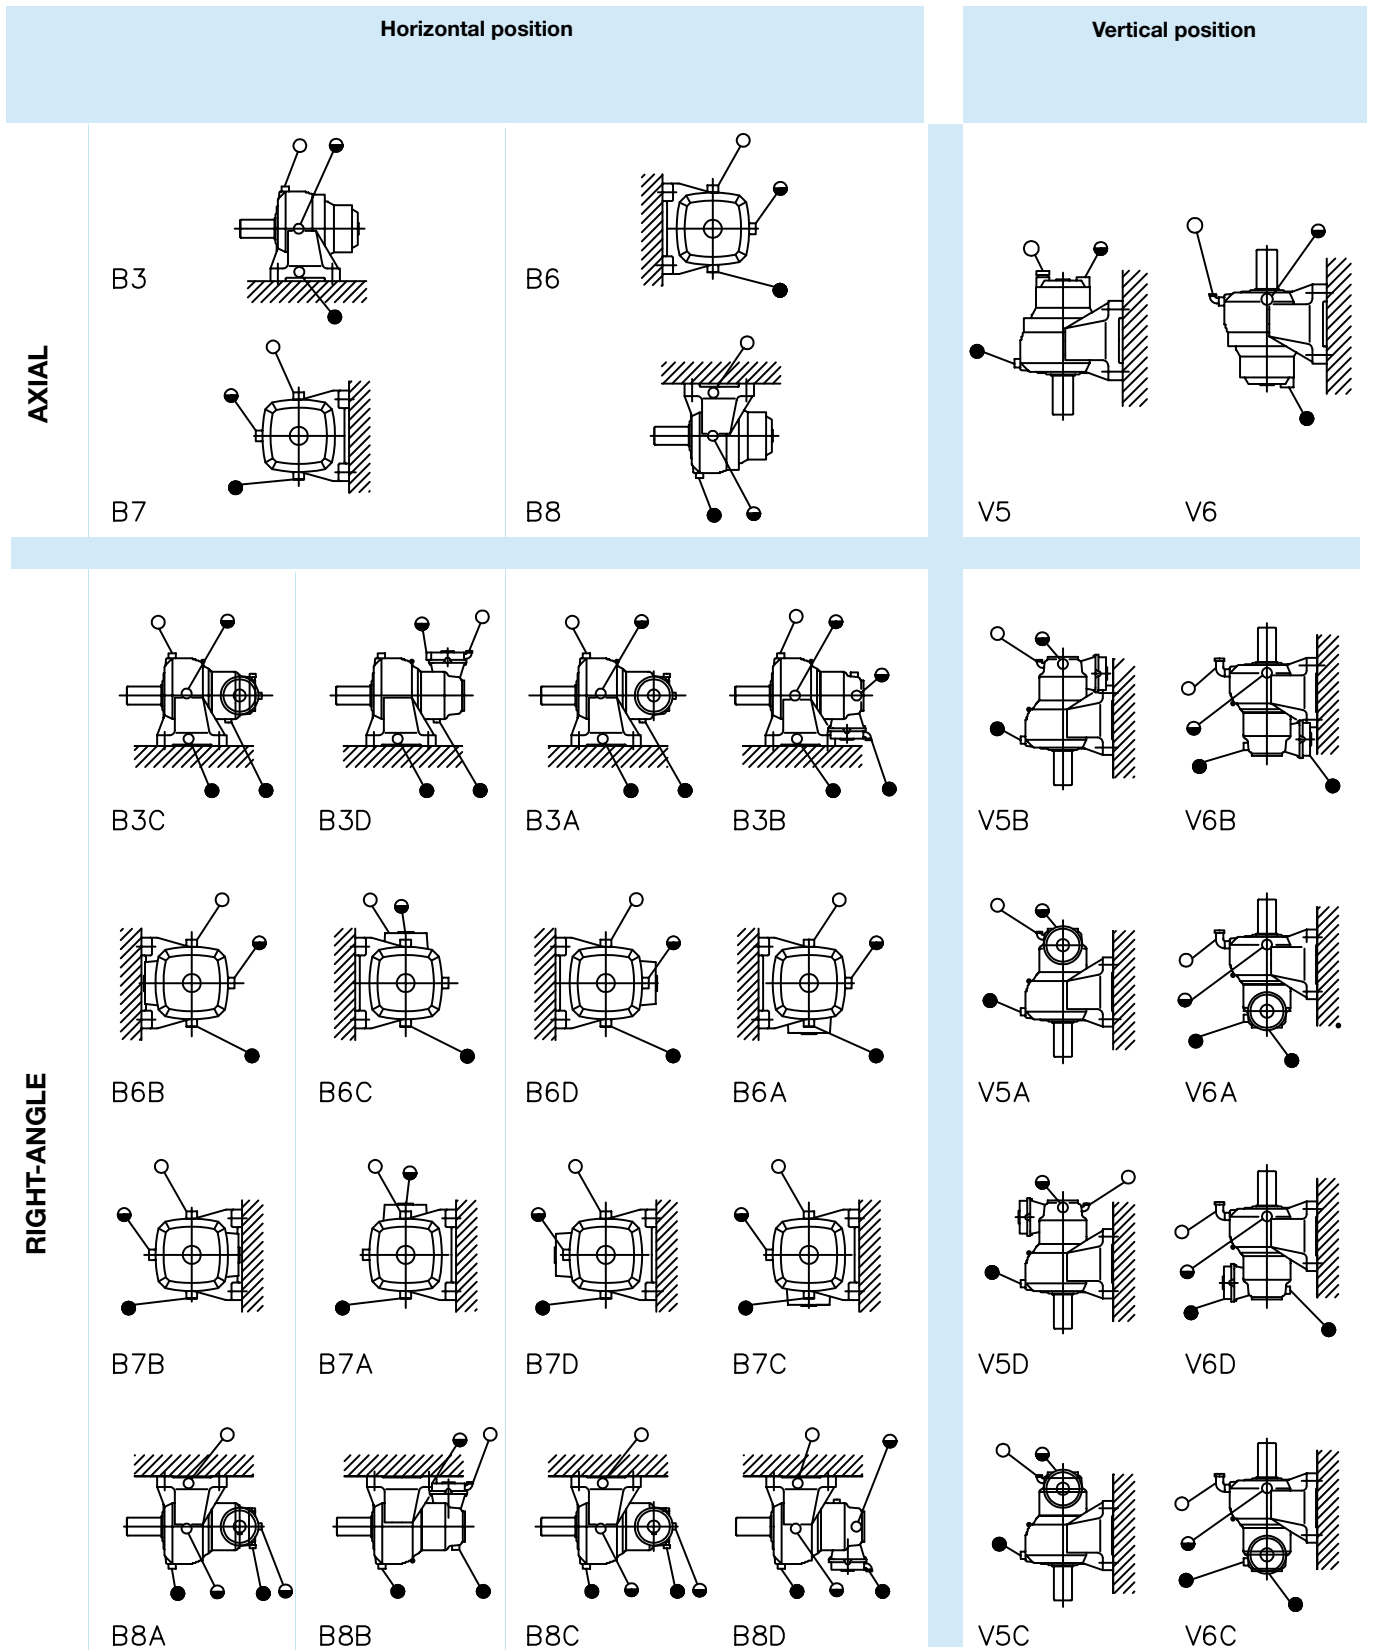 Horizontal position
Vertical position
AXIAL
B3
B6
B7
B8
V5
V6
RIGHT-ANGLE
B3C
B3D
B3A
B3B
V5B
V6B
B6B
B6C
B6D
B6A
V5A
V6A
B7B
B7A
B7D
B7C
V5D
V6D
B8A
B8B
B8C
B8D
V5C
V6C